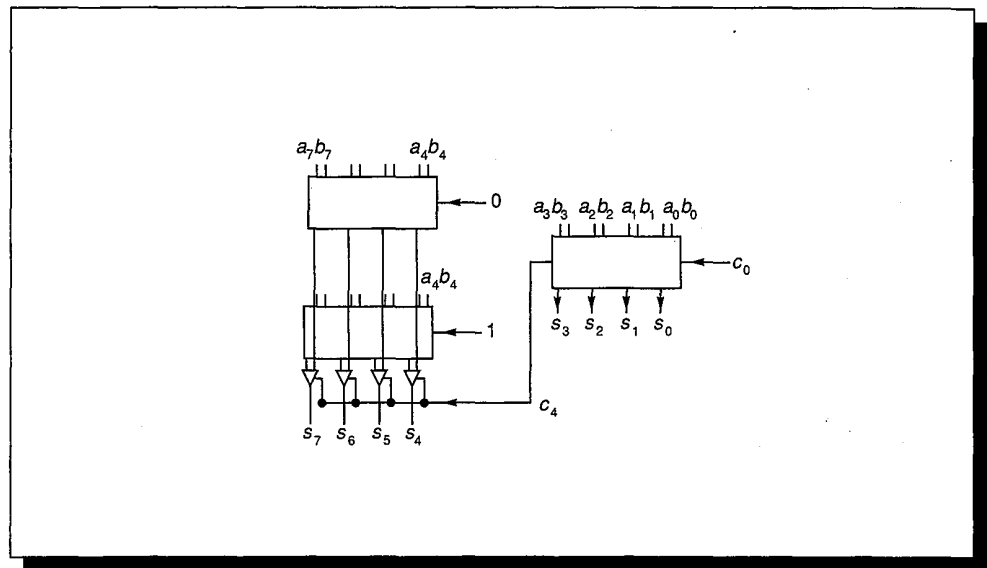 a₇b₇ a₄b₄
0
a₃b₃ a₂b₂ a₁b₁ a₀b₀
c₀
a₄b₄
s₃ s₂ s₁ s₀
1
c₄
s₇ s₆ s₅ s₄